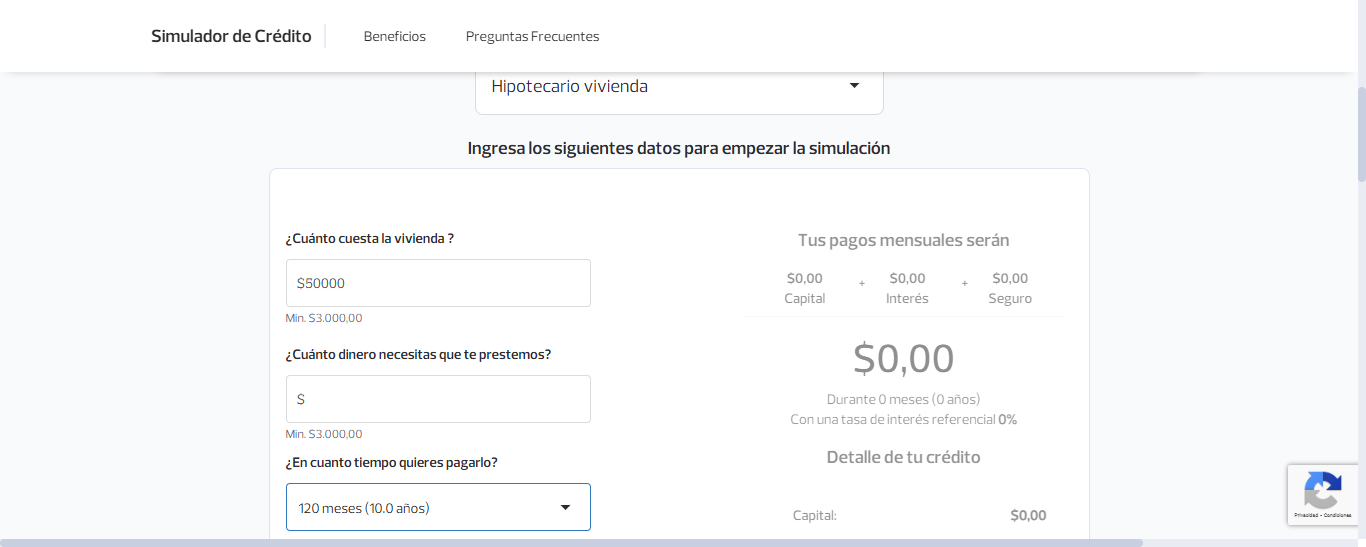 Simulador de Crédito
Beneficios
Preguntas Frecuentes
Hipotecario vivienda
Ingresa los siguientes datos para empezar la simulación
¿Cuánto cuesta la vivienda ?
$50000
Min. $3.000,00
¿Cuánto dinero necesitas que te prestemos?
$
Min. $3.000,00
¿En cuanto tiempo quieres pagarlo?
120 meses (10.0 años)
Tus pagos mensuales serán
$0,00 + $0,00 + $0,00
Capital Interés Seguro
$0,00
Durante 0 meses (0 años)
Con una tasa de interés referencial 0%
Detalle de tu crédito
Capital: $0,00
Privacidad - Condiciones